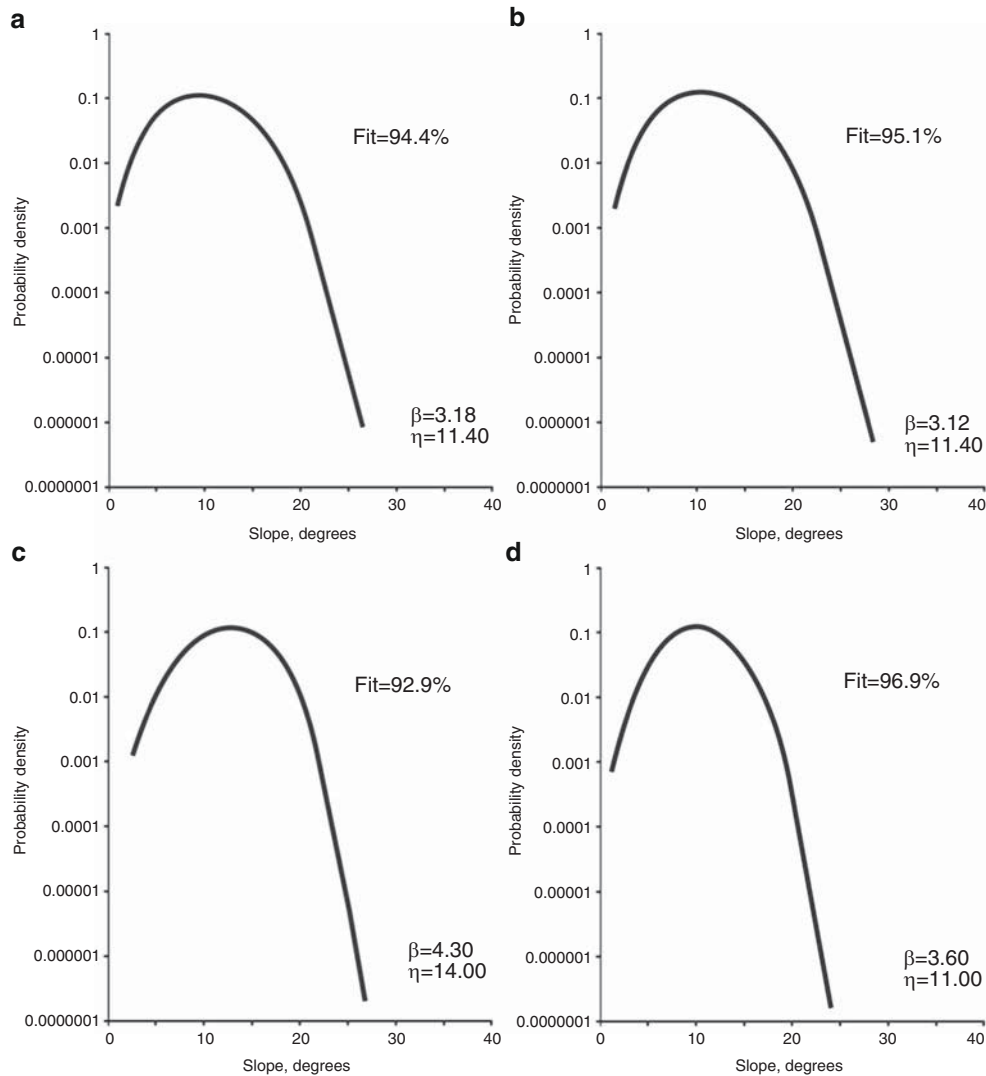 a
1
0.1
0.01
0.001
0.0001
0.00001
0.000001
0.0000001
Probability density
Fit=94.4%
β=3.18
η=11.40
0 10 20 30 40
Slope, degrees
b
1
0.1
0.01
0.001
0.0001
0.00001
0.000001
0.0000001
Probability density
Fit=95.1%
β=3.12
η=11.40
0 10 20 30 40
Slope, degrees
c
1
0.1
0.01
0.001
0.0001
0.00001
0.000001
0.0000001
Probability density
Fit=92.9%
β=4.30
η=14.00
0 10 20 30 40
Slope, degrees
d
1
0.1
0.01
0.001
0.0001
0.00001
0.000001
0.0000001
Probability density
Fit=96.9%
β=3.60
η=11.00
0 10 20 30 40
Slope, degrees